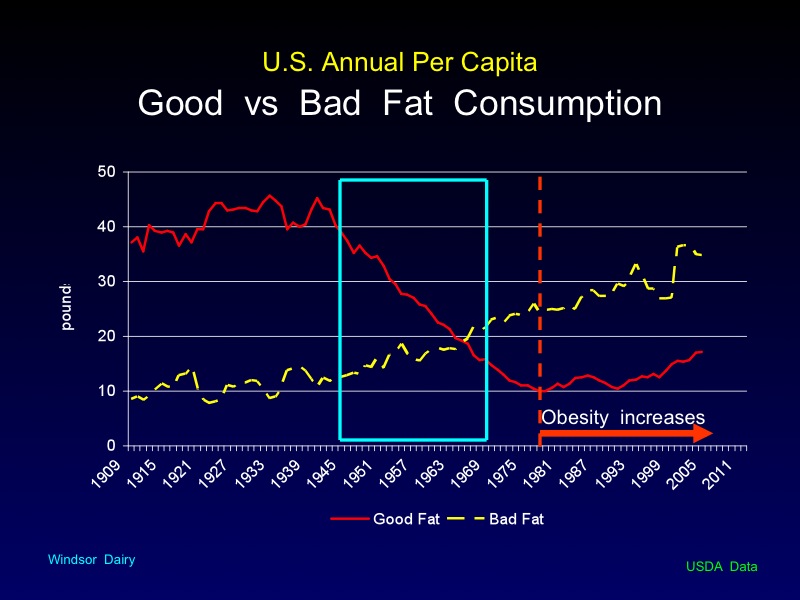 U.S. Annual Per Capita
Good vs Bad Fat Consumption
50
40
30
20
10
0
pound
Obesity increases
1909 1915 1921 1927 1933 1939 1945 1951 1957 1963 1969 1975 1981 1987 1993 1999 2005 2011
Good Fat Bad Fat
Windsor Dairy
USDA Data